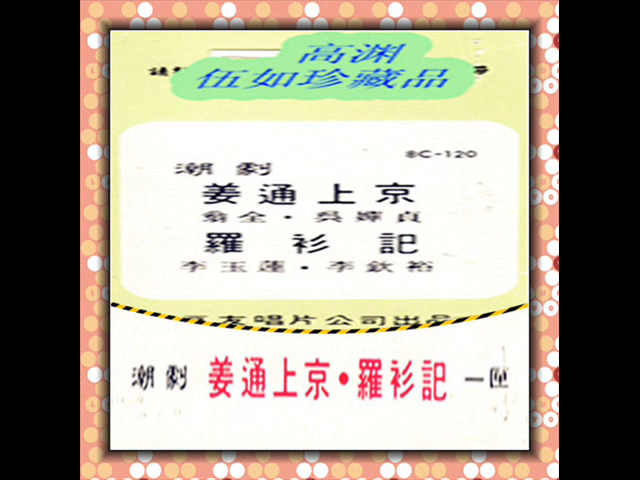 高渊
伍如珍藏品
BC-120
潮劇
姜通上京
翁全·吳嬋貞
羅衫記
李玉蓮·李欽裕
友唱片公司出品
潮劇 姜通上京·羅衫記 一匣